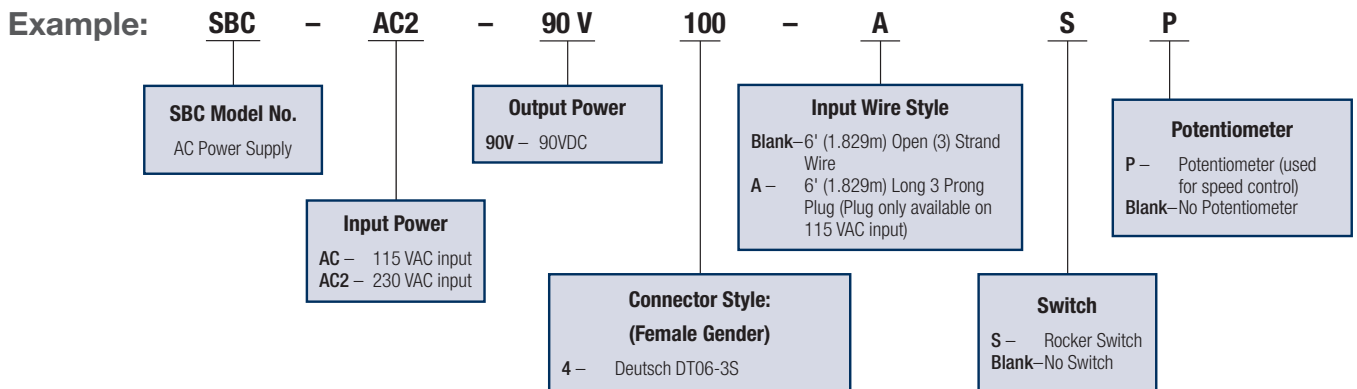 Example: SBC – AC2 – 90 V 100 – A S P
SBC Model No.
AC Power Supply
Input Power
AC – 115 VAC input
AC2 – 230 VAC input
Output Power
90V – 90VDC
Connector Style:
(Female Gender)
4 – Deutsch DT06-3S
Input Wire Style
Blank–6' (1.829m) Open (3) Strand
Wire
A – 6' (1.829m) Long 3 Prong
Plug (Plug only available on
115 VAC input)
Switch
S – Rocker Switch
Blank–No Switch
Potentiometer
P – Potentiometer (used
for speed control)
Blank–No Potentiometer